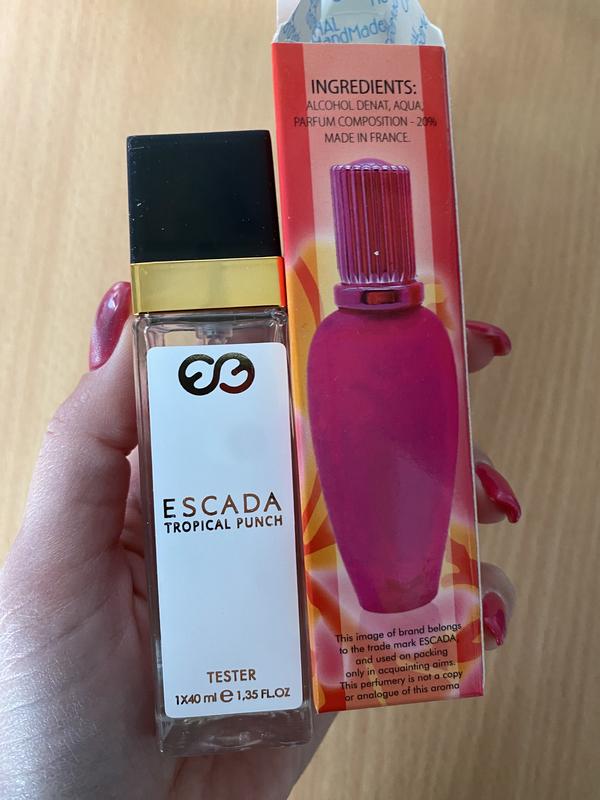 HandMade
INGREDIENTS:
ALCOHOL DENAT, AQUA,
PARFUM COMPOSITION - 20%
MADE IN FRANCE.
ESCADA
TROPICAL PUNCH
TESTER
1X40 ml e 1,35 FL.OZ
This image of brand belongs
to the trade mark ESCADA,
and used on packing
only in acquainting aims.
This perfumery is not a copy
or analogue of this aroma